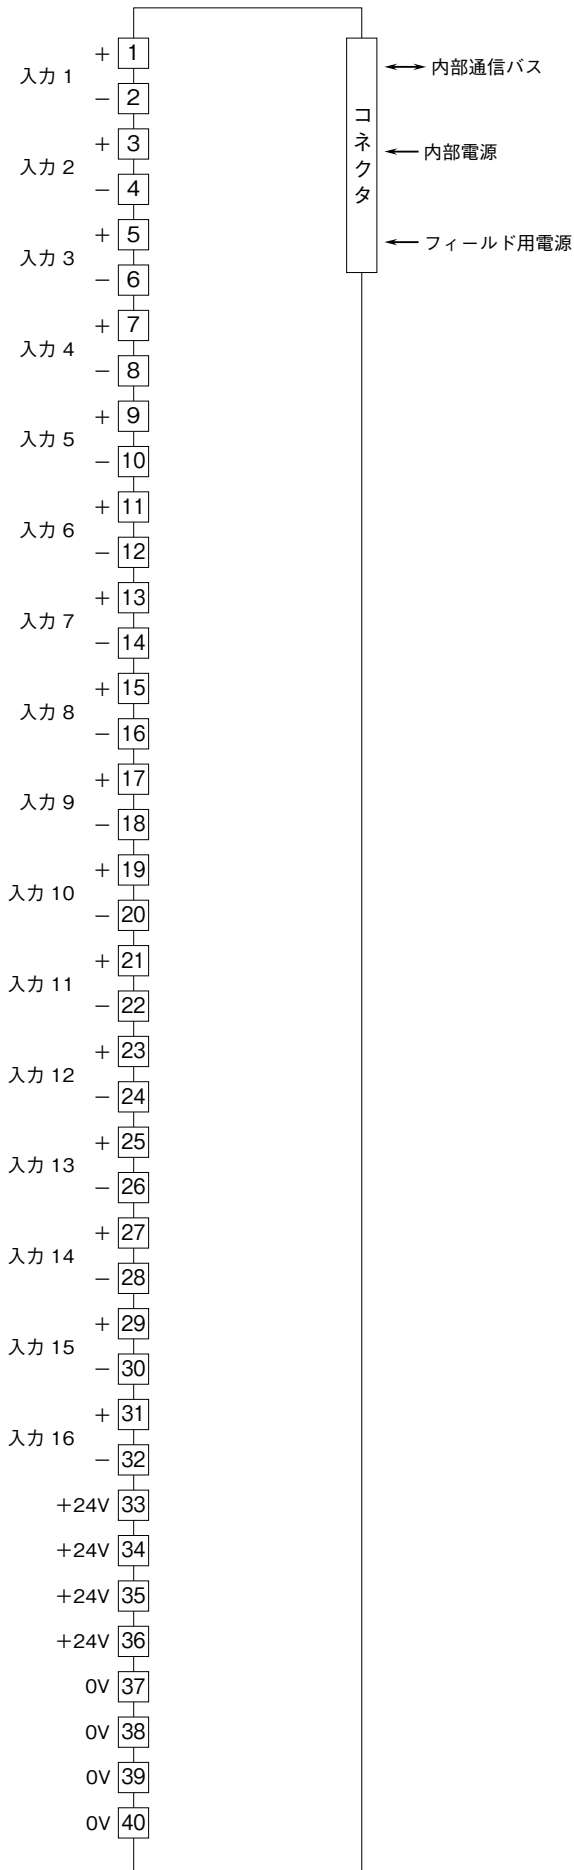 + 1 内部通信バス
入力 1
− 2
+ 3 内部電源
入力 2
− 4
コネクタ
+ 5 フィールド用電源
入力 3
− 6
+ 7
入力 4
− 8
+ 9
入力 5
− 10
+ 11
入力 6
− 12
+ 13
入力 7
− 14
+ 15
入力 8
− 16
+ 17
入力 9
− 18
+ 19
入力 10
− 20
+ 21
入力 11
− 22
+ 23
入力 12
− 24
+ 25
入力 13
− 26
+ 27
入力 14
− 28
+ 29
入力 15
− 30
+ 31
入力 16
− 32
+24V 33
+24V 34
+24V 35
+24V 36
0V 37
0V 38
0V 39
0V 40